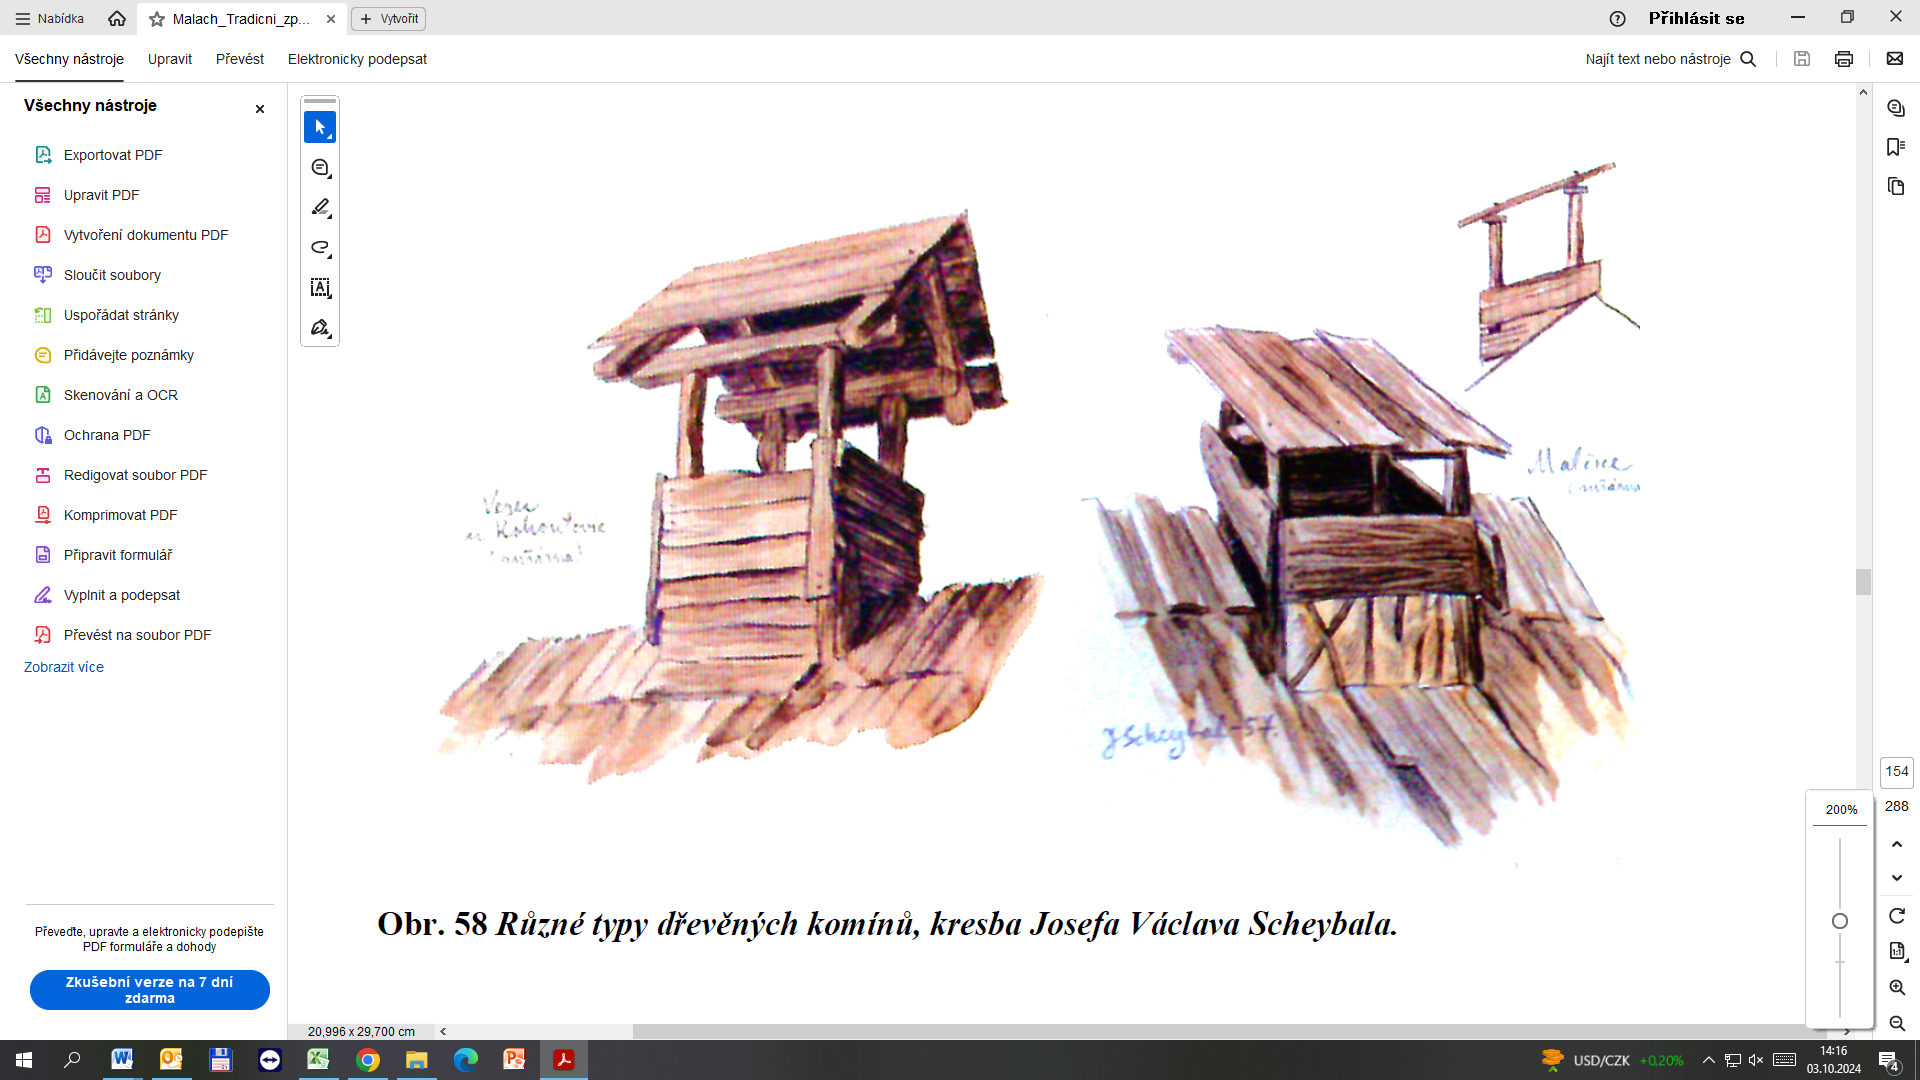 Nabídka
Malach_Tradicni_zp...
Vytvořit
Přihlásit se
Všechny nástroje
Upravit
Převést
Elektronicky podepsat
Najít text nebo nástroje
Všechny nástroje
Exportovat PDF
Upravit PDF
Vytvoření dokumentu PDF
Sloučit soubory
Uspořádat stránky
Přidávejte poznámky
Skenování a OCR
Ochrana PDF
Redigovat soubor PDF
Komprimovat PDF
Připravit formulář
Vyplnit a podepsat
Převést na soubor PDF
Zobrazit více
Převeďte, upravte a elektronicky podepište
PDF formuláře a dohody
Zkušební verze na 7 dní
zdarma
J Scheybal-57.
Obr. 58 Různé typy dřevěných komínů, kresba Josefa Václava Scheybala.
154
288
200%
20,996 x 29,700 cm
USD/CZK +0,20%
14:16
03.10.2024
4